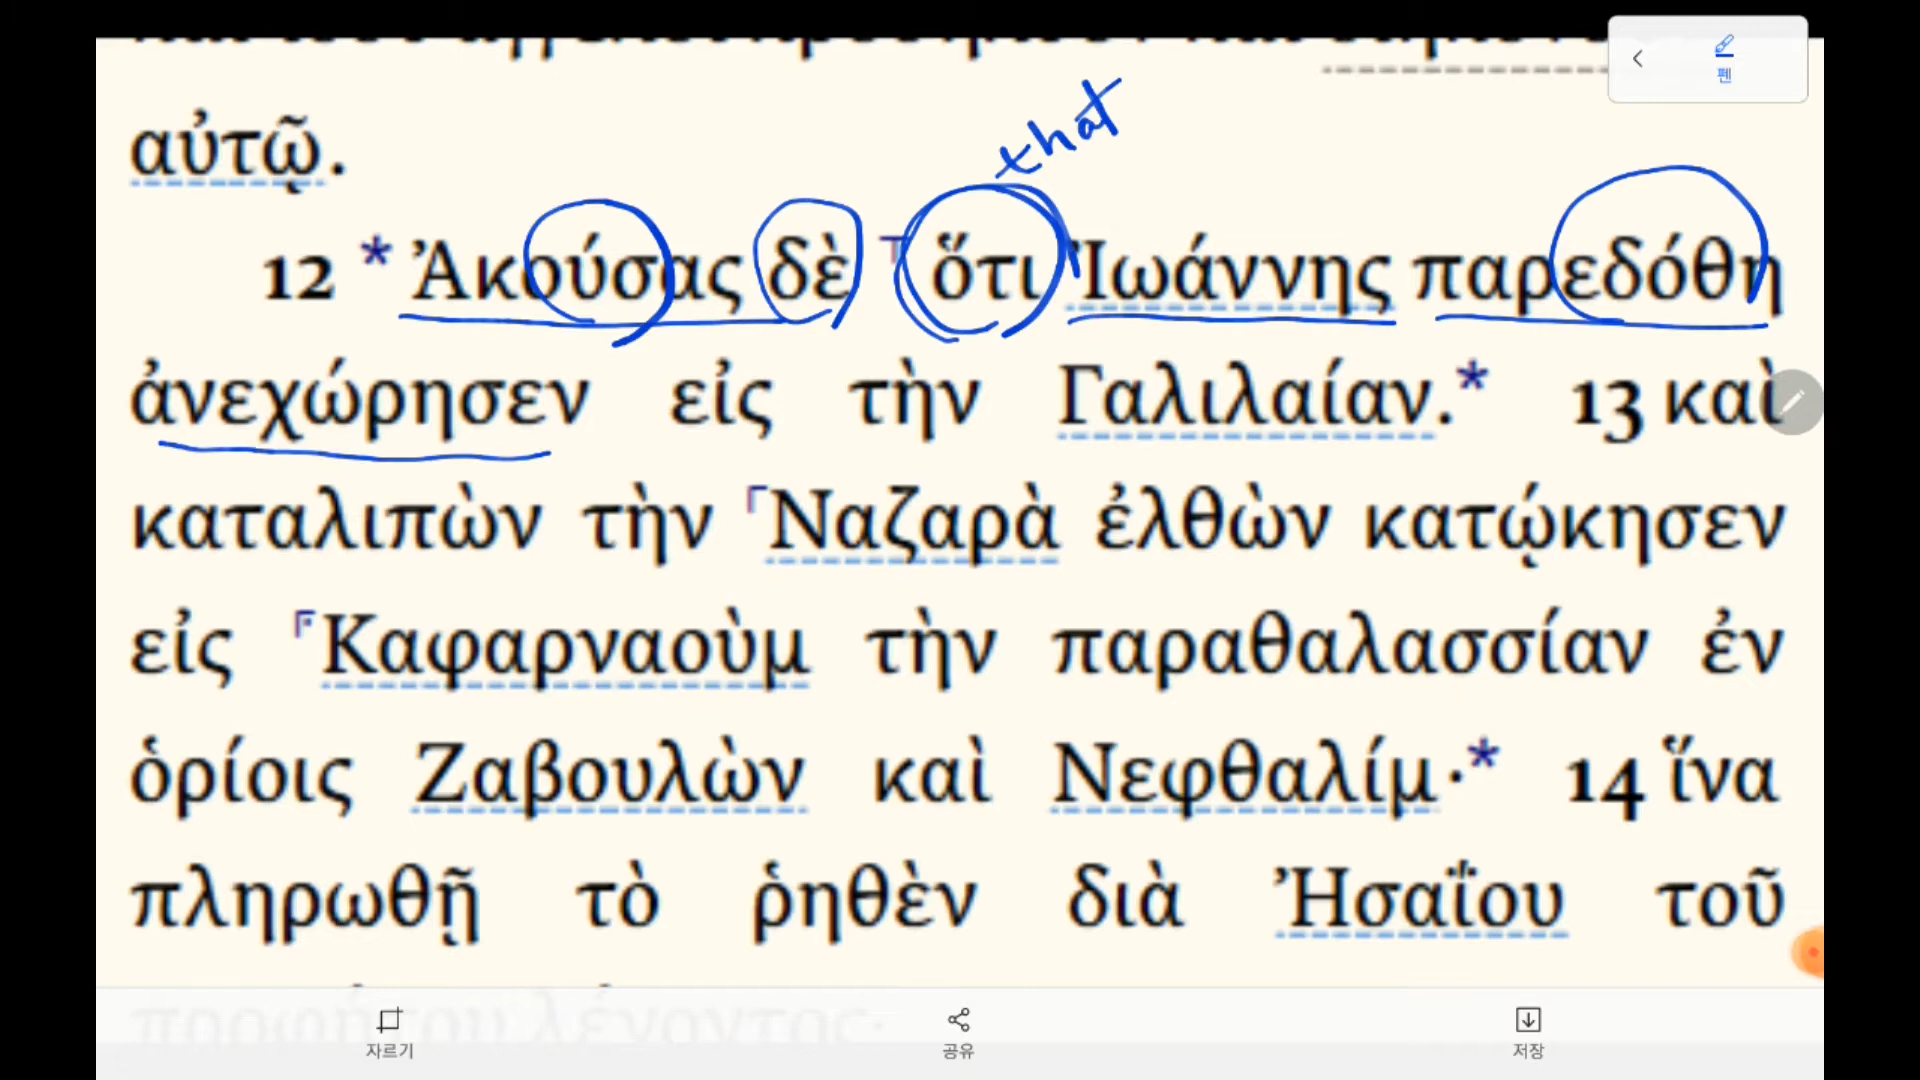 펜
that
αὐτῷ.
12 * Ἀκούσας δὲ ⸆ ὅτι Ἰωάννης παρεδόθη
ἀνεχώρησεν εἰς τὴν Γαλιλαίαν.* 13 καὶ
καταλιπὼν τὴν ⸀Ναζαρὰ ἐλθὼν κατῴκησεν
εἰς ⸁Καφαρναοὺμ τὴν παραθαλασσίαν ἐν
ὁρίοις Ζαβουλὼν καὶ Νεφθαλίμ·* 14 ἵνα
πληρωθῇ τὸ ῥηθὲν διὰ Ἠσαΐου τοῦ
자르기 공유 저장